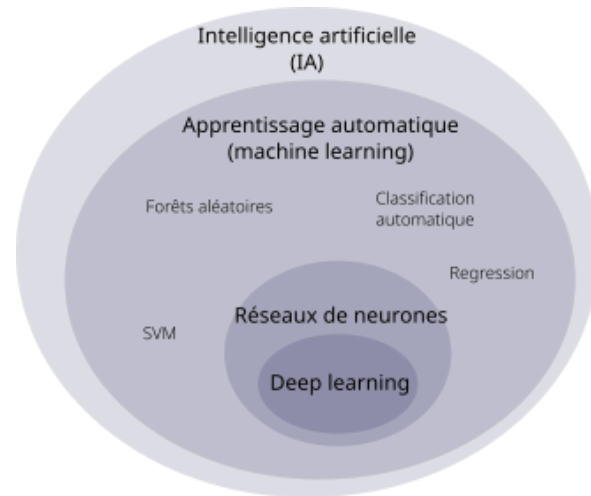 Intelligence artificielle
(IA)
Apprentissage automatique
(machine learning)
Forêts aléatoires
Classification
automatique
Regression
Réseaux de neurones
SVM
Deep learning